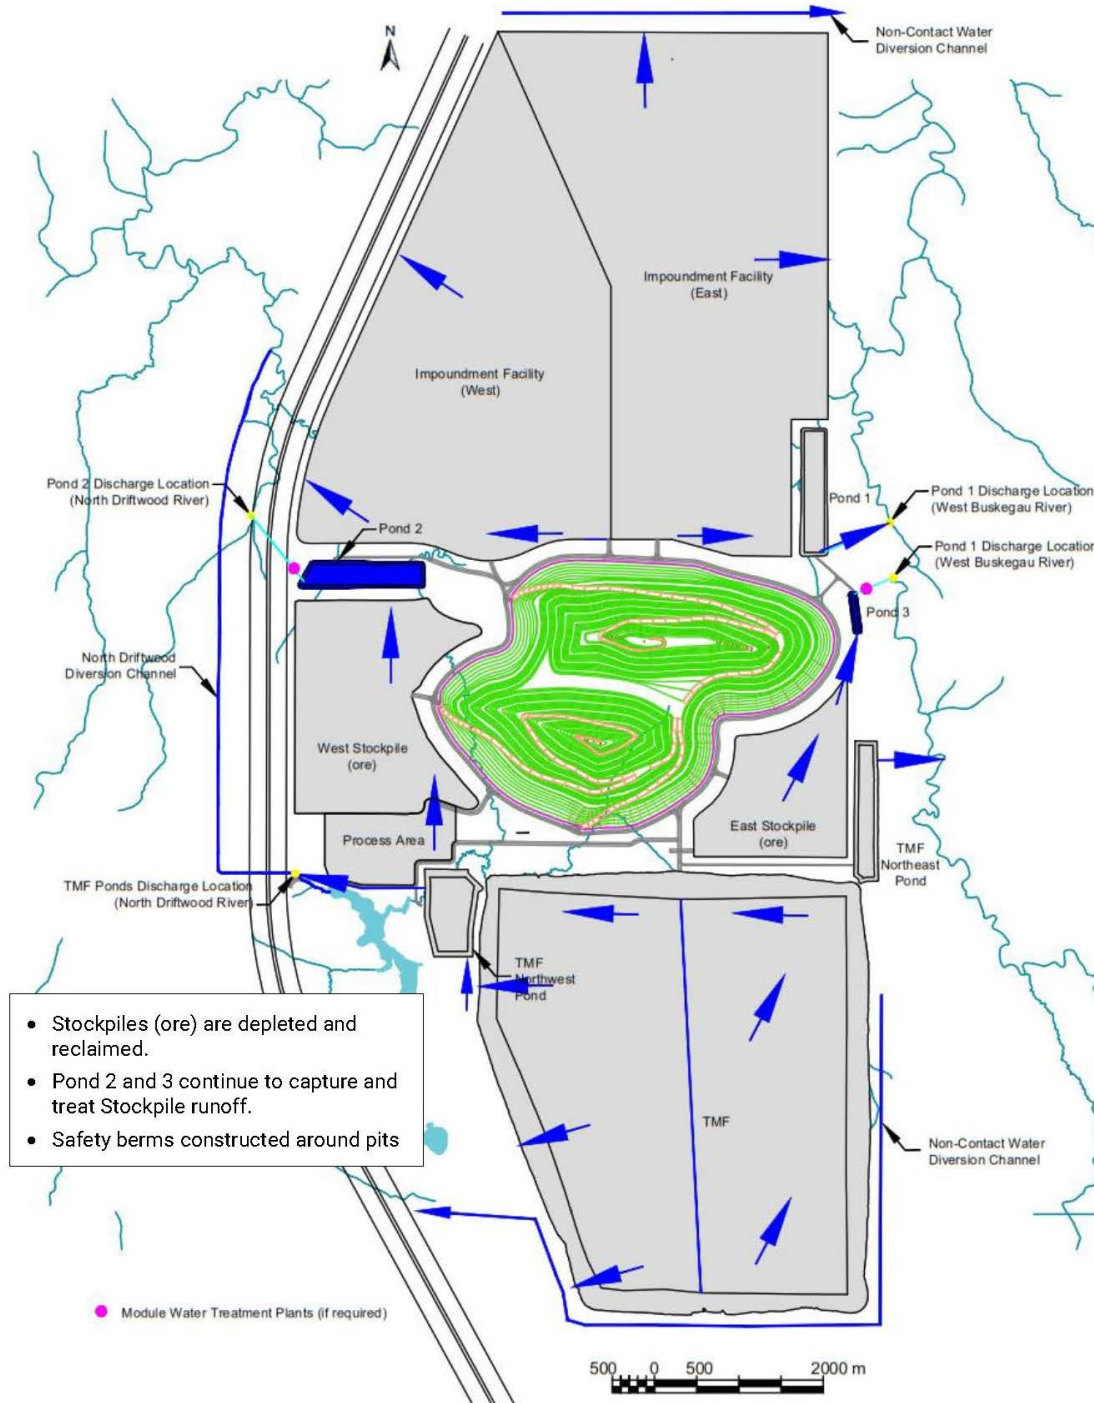 N
Non-Contact Water
Diversion Channel
Impoundment Facility
(East)
Impoundment Facility
(West)
Pond 2 Discharge Location
(North Driftwood River)
Pond 2
Pond 1
Pond 1 Discharge Location
(West Buskegau River)
Pond 1 Discharge Location
(West Buskegau River)
Pond 3
North Driftwood
Diversion Channel
West Stockpile
(ore)
East Stockpile
(ore)
Process Area
TMF
Northeast
Pond
TMF Ponds Discharge Location
(North Driftwood River)
TMF
Northwest
Pond
• Stockpiles (ore) are depleted and
reclaimed.
• Pond 2 and 3 continue to capture and
treat Stockpile runoff.
• Safety berms constructed around pits
TMF
Non-Contact Water
Diversion Channel
Module Water Treatment Plants (if required)
500 0 500 2000 m